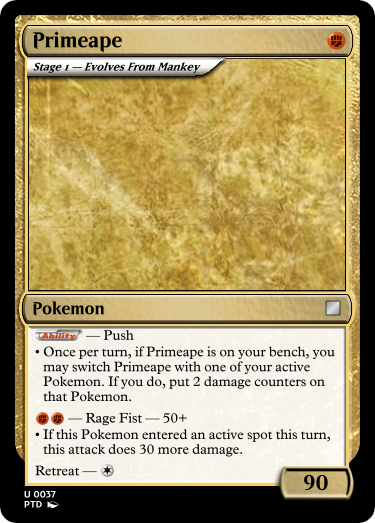 Primeape
Stage 1 — Evolves From Mankey
Pokemon
Ability — Push
• Once per turn, if Primeape is on your bench, you
may switch Primeape with one of your active
Pokemon. If you do, put 2 damage counters on
that Pokemon.
— Rage Fist — 50+
• If this Pokemon entered an active spot this turn,
this attack does 30 more damage.
Retreat —
90
U 0037
PTD